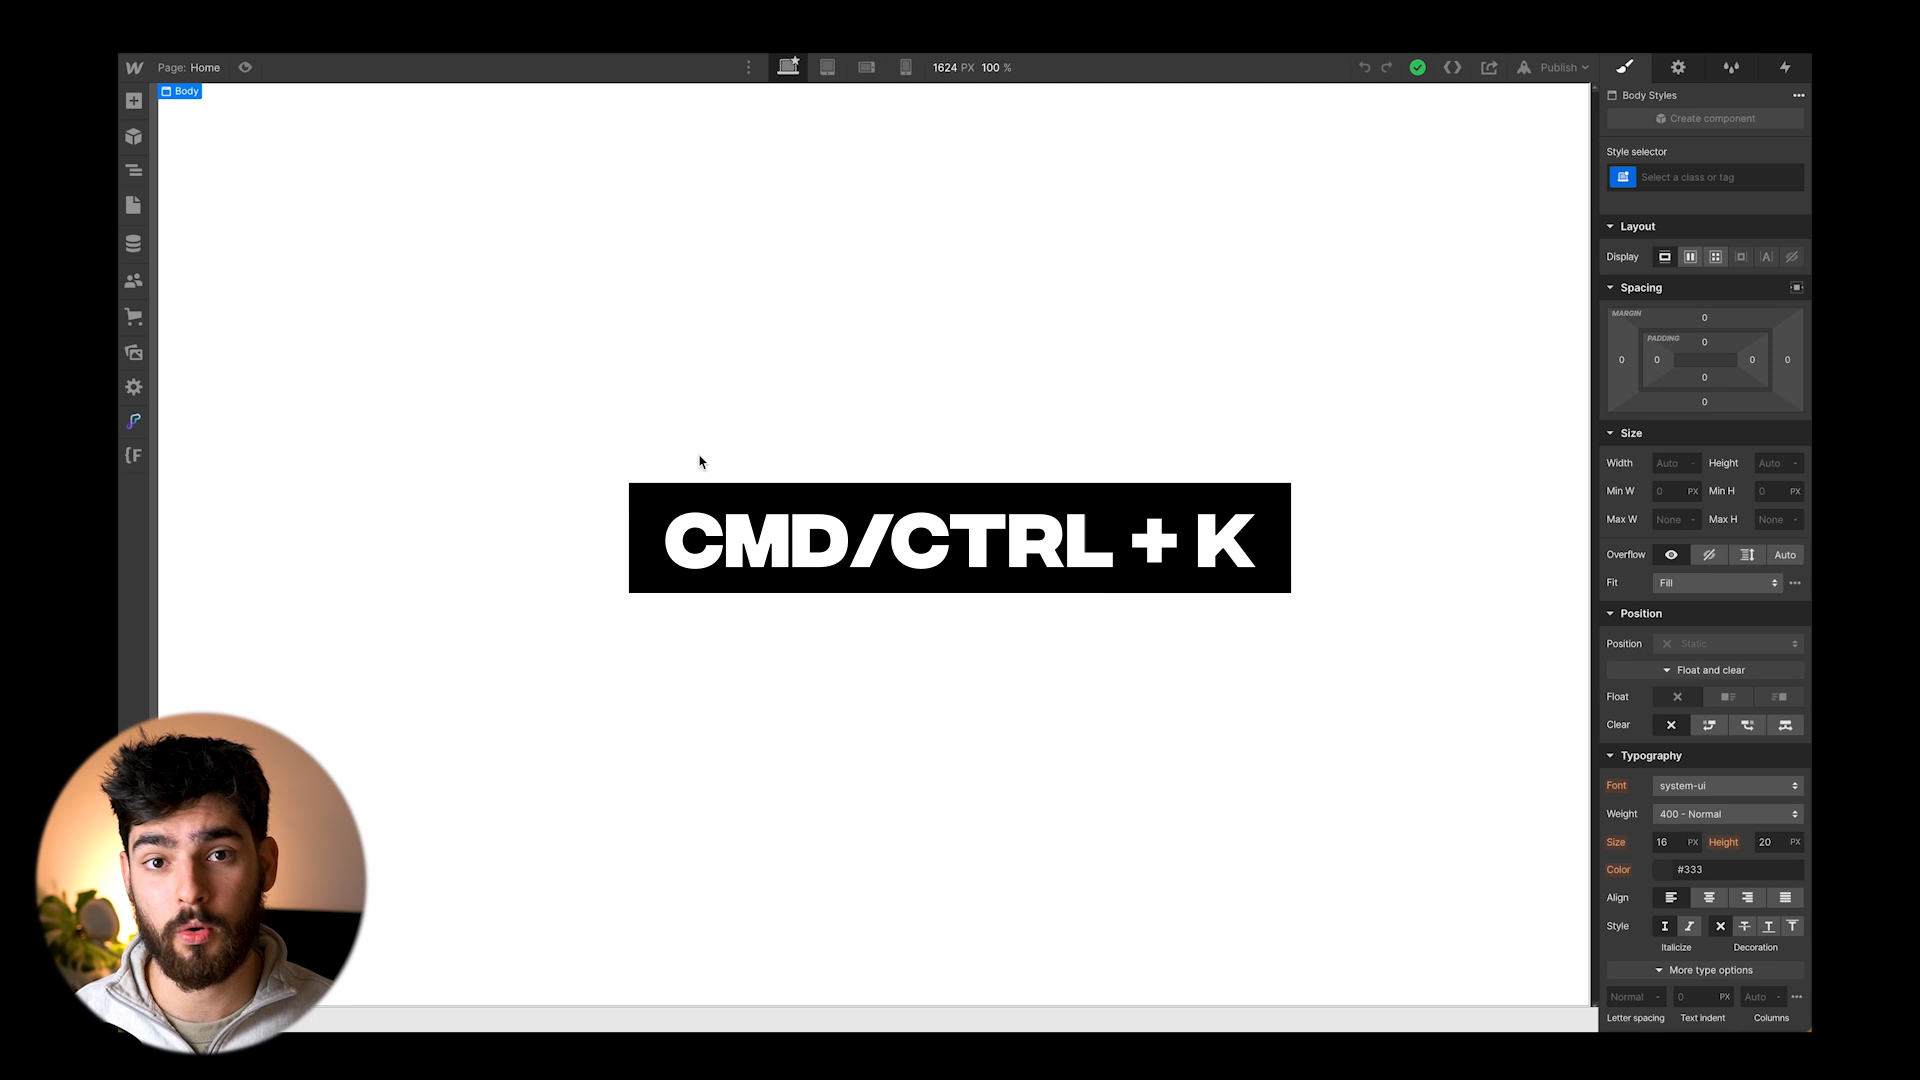 Page: Home
1624 PX 100 %
Publish
Body
Body Styles
Create component
Style selector
Select a class or tag
Layout
Display
Spacing
MARGIN
0
PADDING
0
0
0
0
0
0
0
Size
Width Auto - Height Auto -
Min W 0 PX Min H 0 PX
Max W None - Max H None -
Overflow Auto
Fit Fill
Position
Position Static
Float and clear
Float
Clear
Typography
Font system-ui
Weight 400 - Normal
Size 16 PX Height 20 PX
Color #333
Align
Style
Italicize Decoration
More type options
Normal - 0 PX Auto -
Letter spacing Text indent Columns
{F
CMD/CTRL + K